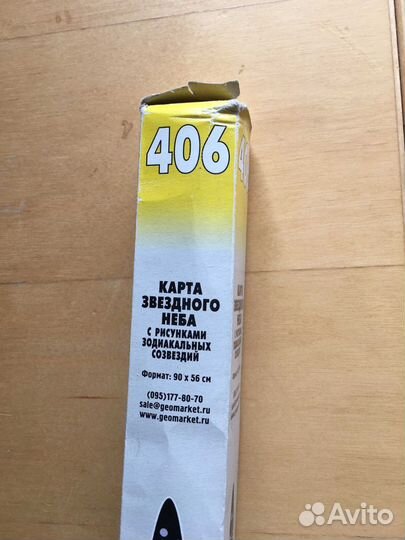 406
КАРТА
ЗВЕЗДНОГО
НЕБА
С РИСУНКАМИ
ЗОДИАКАЛЬНЫХ
СОЗВЕЗДИЙ
Формат: 90 x 56 см
(095)177-80-70
sale@geomarket.ru
www.geomarket.ru
Avito